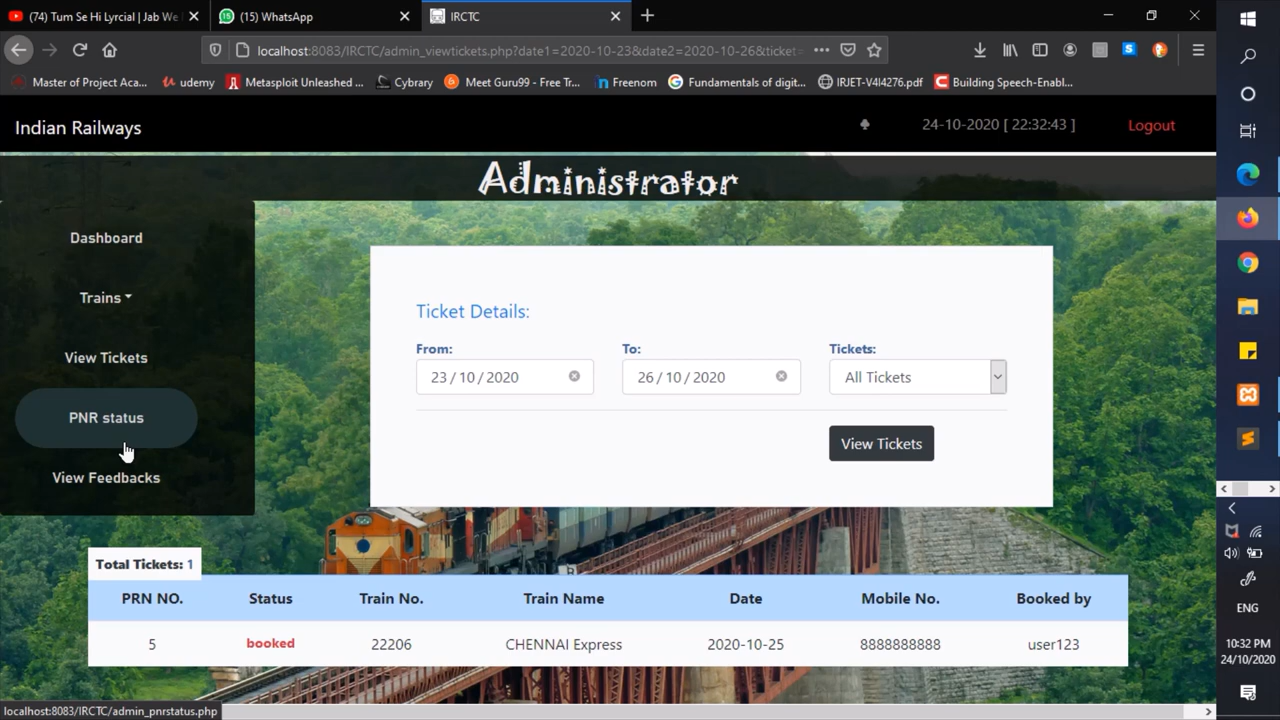 (74) Tum Se Hi Lyrcial | Jab We
(15) WhatsApp
IRCTC
localhost:8083/IRCTC/admin_viewtickets.php?date1=2020-10-23&date2=2020-10-26&ticket=
Master of Project Aca...
udemy
Metasploit Unleashed ...
Cybrary
Meet Guru99 - Free Tr...
Freenom
Fundamentals of digit...
IRJET-V4I4276.pdf
Building Speech-Enabl...
Indian Railways
24-10-2020 [ 22:32:43 ]
Logout
Administrator
Dashboard
Trains
View Tickets
PNR status
View Feedbacks
Ticket Details:
From: To: Tickets:
23 / 10 / 2020 26 / 10 / 2020 All Tickets
View Tickets
Total Tickets: 1
PRN NO. Status Train No. Train Name Date Mobile No. Booked by
5 booked 22206 CHENNAI Express 2020-10-25 8888888888 user123
localhost:8083/IRCTC/admin_pnrstatus.php
ENG
10:32 PM
24/10/2020